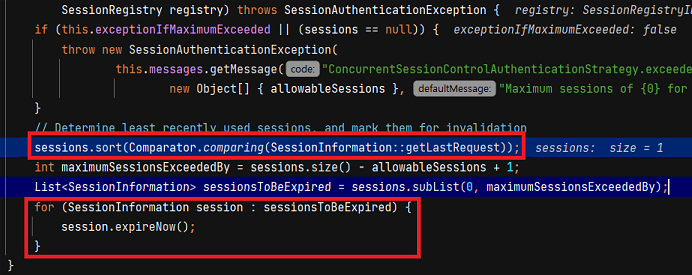 SessionRegistry registry) throws SessionAuthenticationException {  registry: SessionRegistryI
if (this.exceptionIfMaximumExceeded || (sessions == null)) {  exceptionIfMaximumExceeded: false
throw new SessionAuthenticationException(
this.messages.getMessage( code: "ConcurrentSessionControlAuthenticationStrategy.exceede
new Object[] { allowableSessions }, defaultMessage: "Maximum sessions of {0} for
}
// Determine least recently used sessions, and mark them for invalidation
sessions.sort(Comparator.comparing(SessionInformation::getLastRequest));  sessions:  size = 1
int maximumSessionsExceededBy = sessions.size() - allowableSessions + 1;
List<SessionInformation> sessionsToBeExpired = sessions.subList(0, maximumSessionsExceededBy);
for (SessionInformation session : sessionsToBeExpired) {
session.expireNow();
}
}